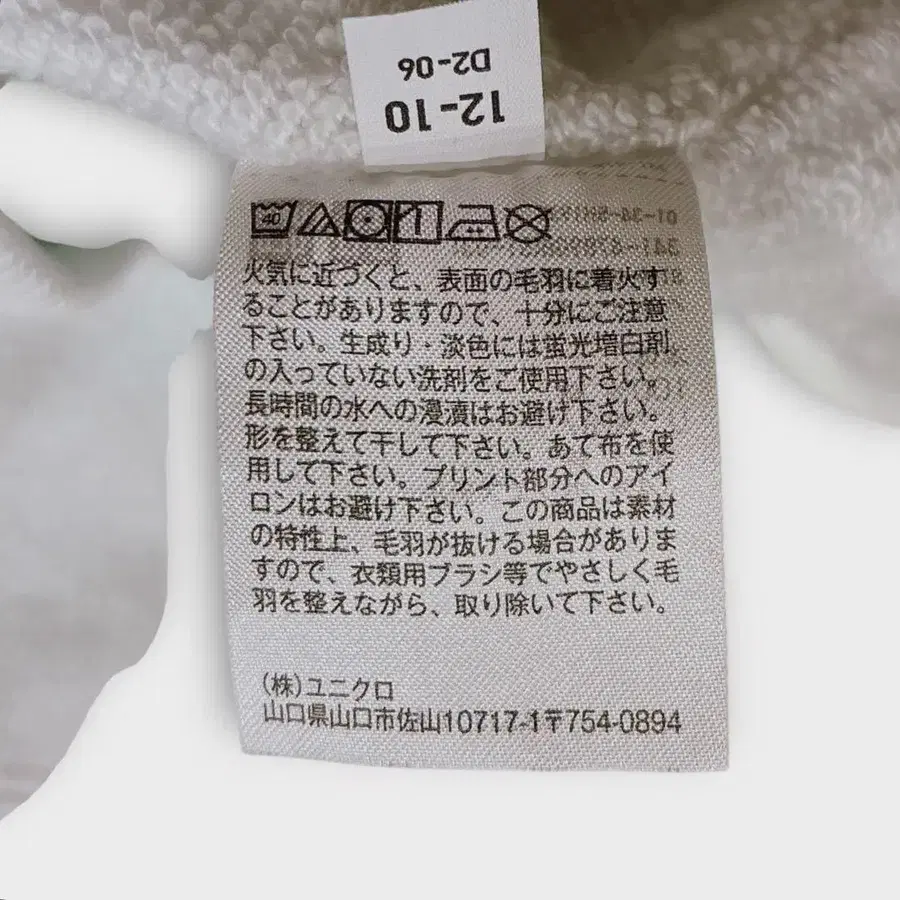 D2-06
12-10
40
火気に近づくと、表面の毛羽に着火す
ることがありますので、十分にご注意
下さい。生成り・淡色には蛍光増白剤
の入っていない洗剤をご使用下さい。
長時間の水への浸漬はお避け下さい。
形を整えて干して下さい。あて布を使
用して下さい。プリント部分へのアイ
ロンはお避け下さい。この商品は素材
の特性上、毛羽が抜ける場合がありま
すので、衣類用ブラシ等でやさしく毛
羽を整えながら、取り除いて下さい。
(株)ユニクロ
山口県山口市佐山10717-1〒754-0894